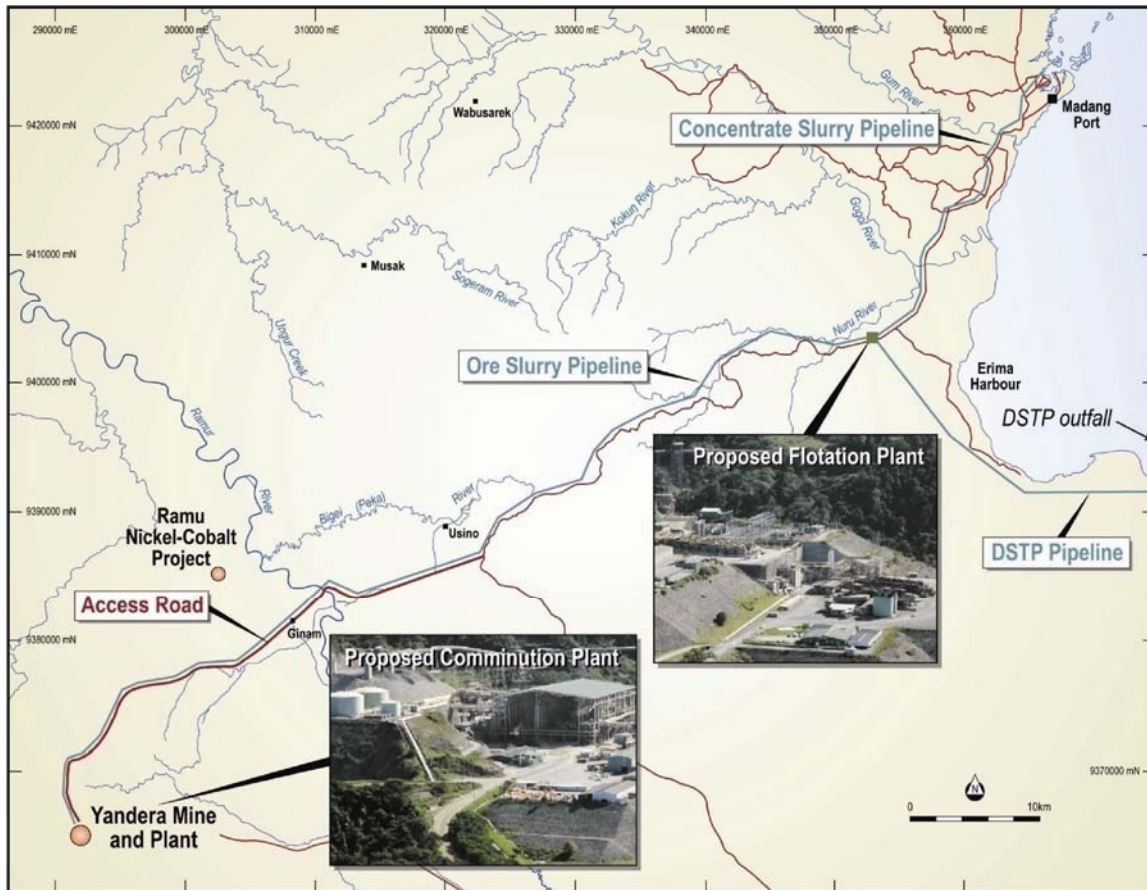 290000 mE
300000 mE
310000 mE
320000 mE
330000 mE
340000 mE
350000 mE
360000 mE
Gum River
Madang
Port
Wabusarek
9420000 mN
Concentrate Slurry Pipeline
Kokun River
Gogol River
9410000 mN
Musak
Sogeram River
Ungur Creek
Nuru River
Ore Slurry Pipeline
9400000 mN
Erima
Harbour
DSTP outfall
Ramur
River
Proposed Flotation Plant
9390000 mN
Bigei (Peka) River
Usino
Ramu
Nickel-Cobalt
Project
DSTP Pipeline
Access Road
Ginam
9380000 mN
Proposed Comminution Plant
9370000 mN
N
0 10km
Yandera Mine
and Plant